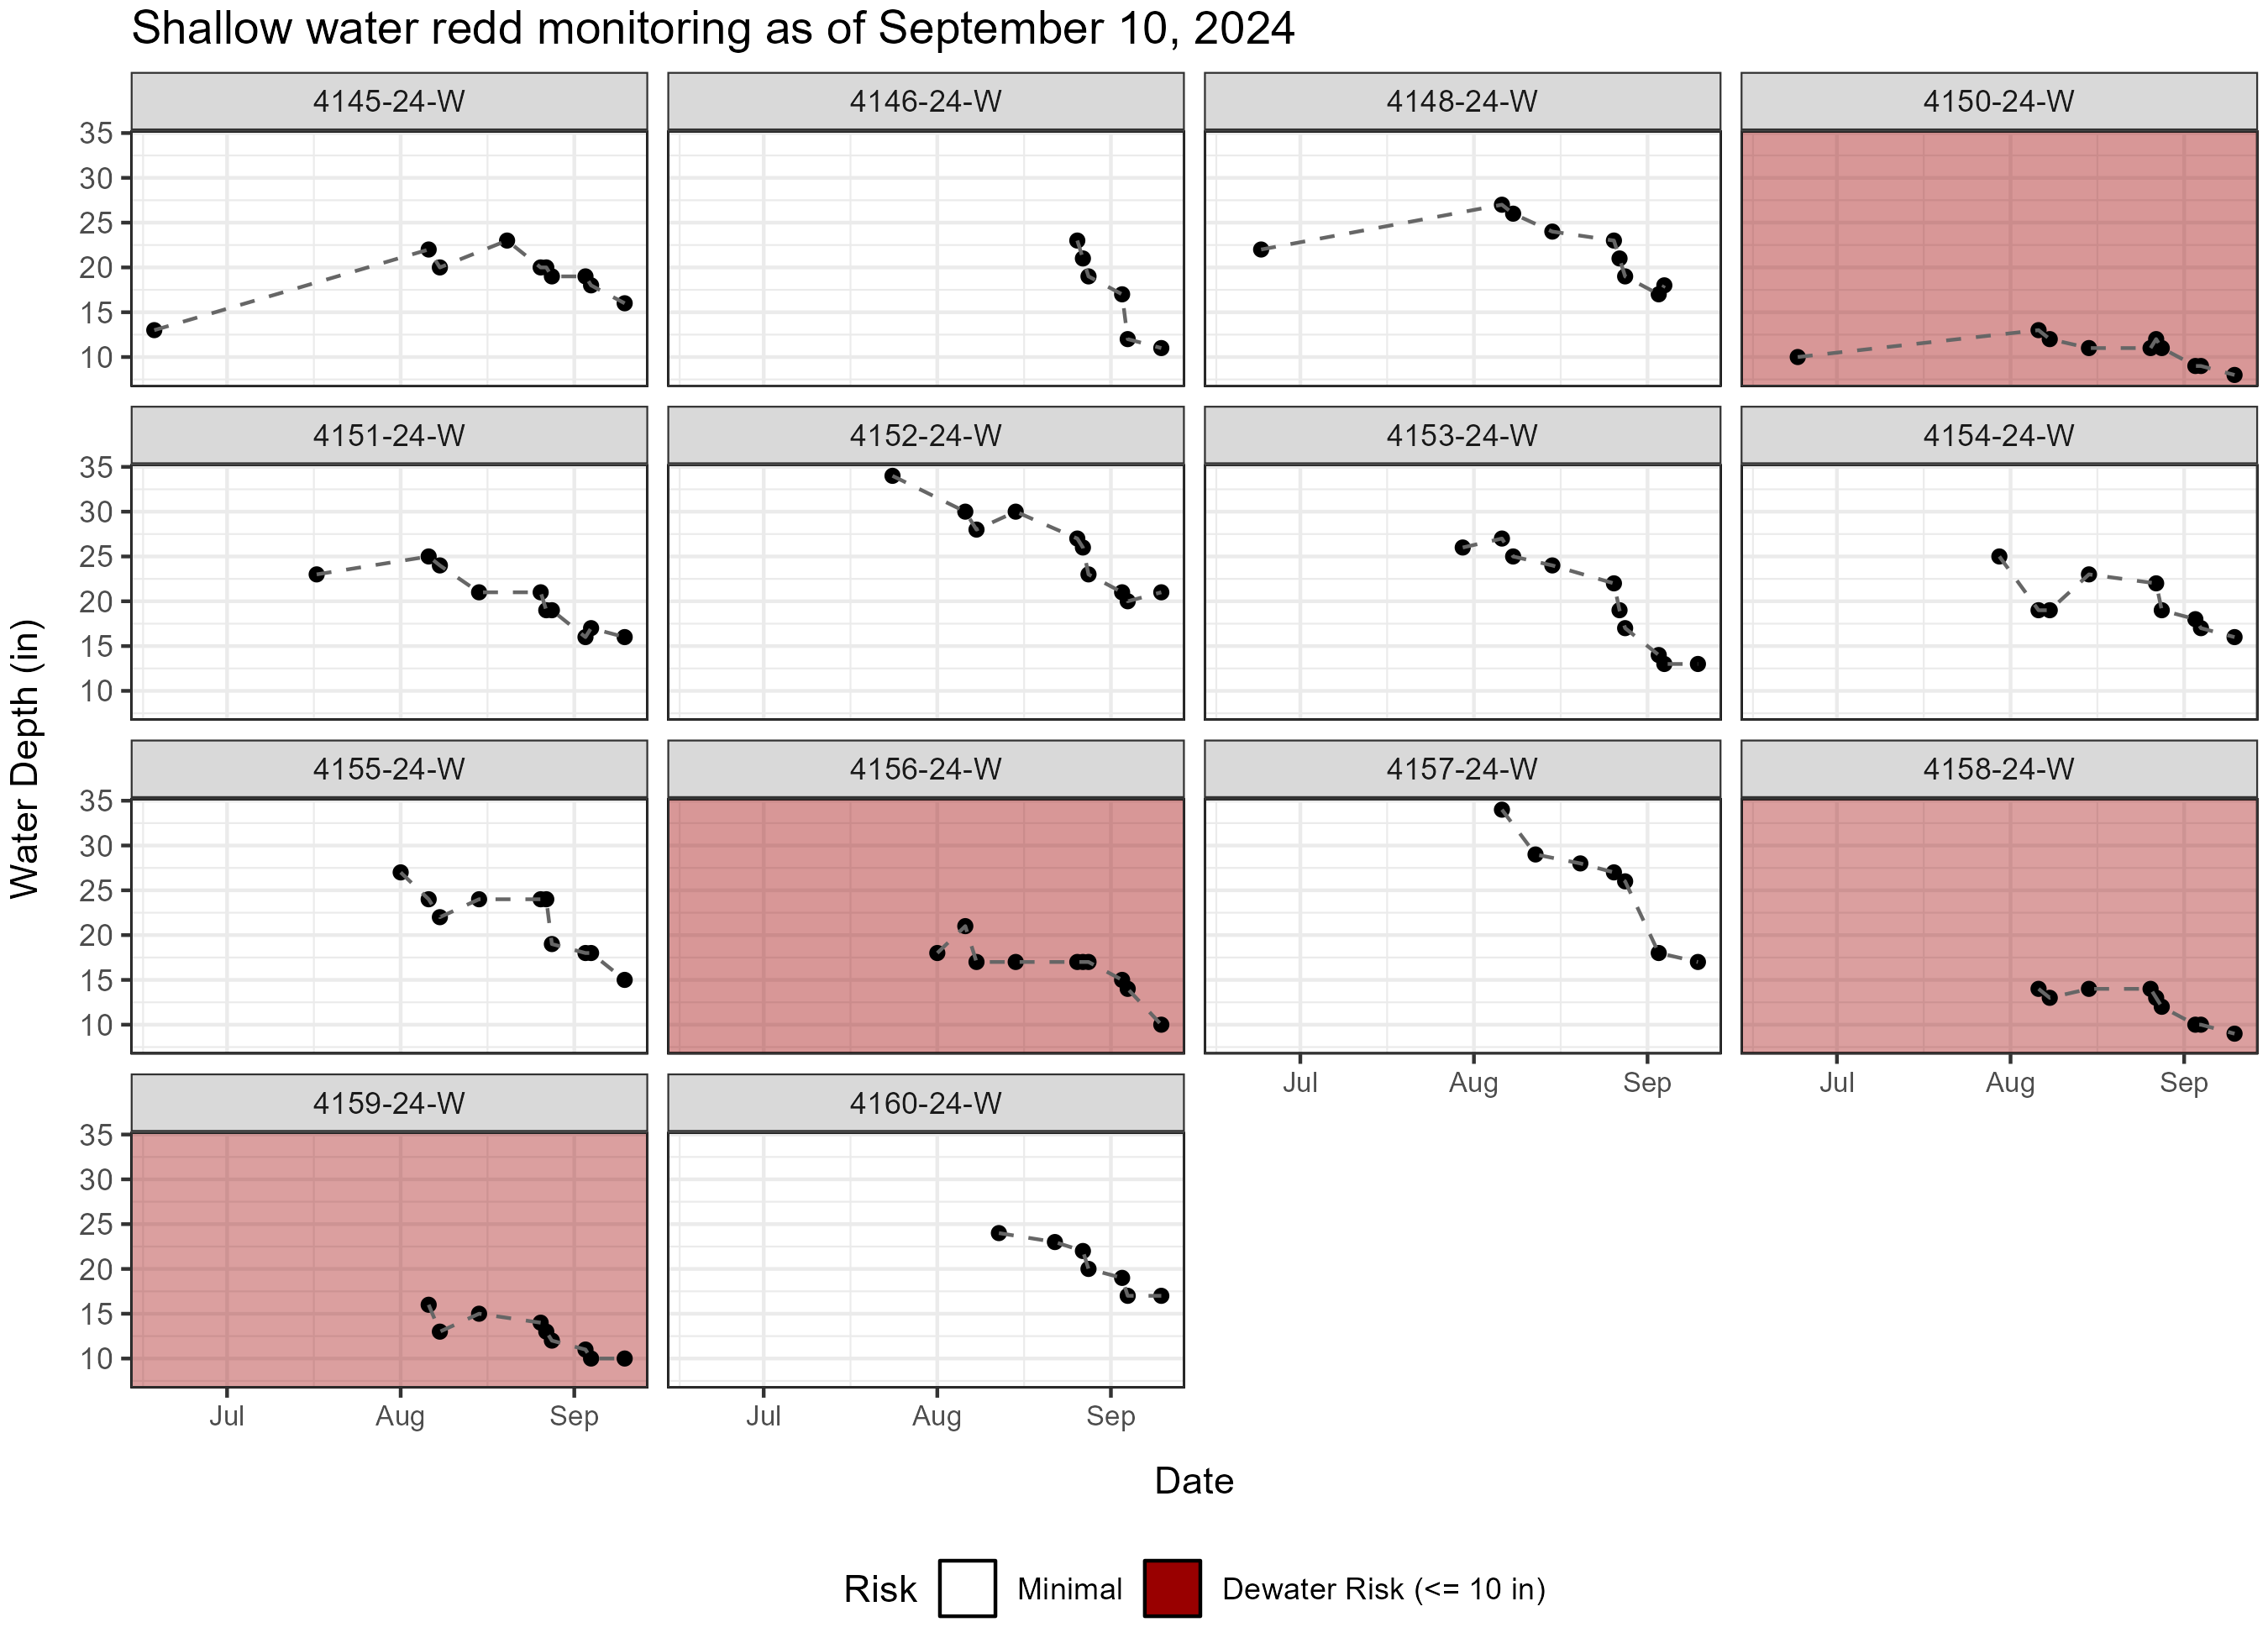 Shallow water redd monitoring as of September 10, 2024
4145-24-W 4146-24-W 4148-24-W 4150-24-W
35
30
25
20
15
10
4151-24-W 4152-24-W 4153-24-W 4154-24-W
35
30
25
20
15
10
Water Depth (in)
4155-24-W 4156-24-W 4157-24-W 4158-24-W
35
30
25
20
15
10
Jul Aug Sep Jul Aug Sep
4159-24-W 4160-24-W
35
30
25
20
15
10
Jul Aug Sep Jul Aug Sep
Date
Risk Minimal Dewater Risk (<= 10 in)